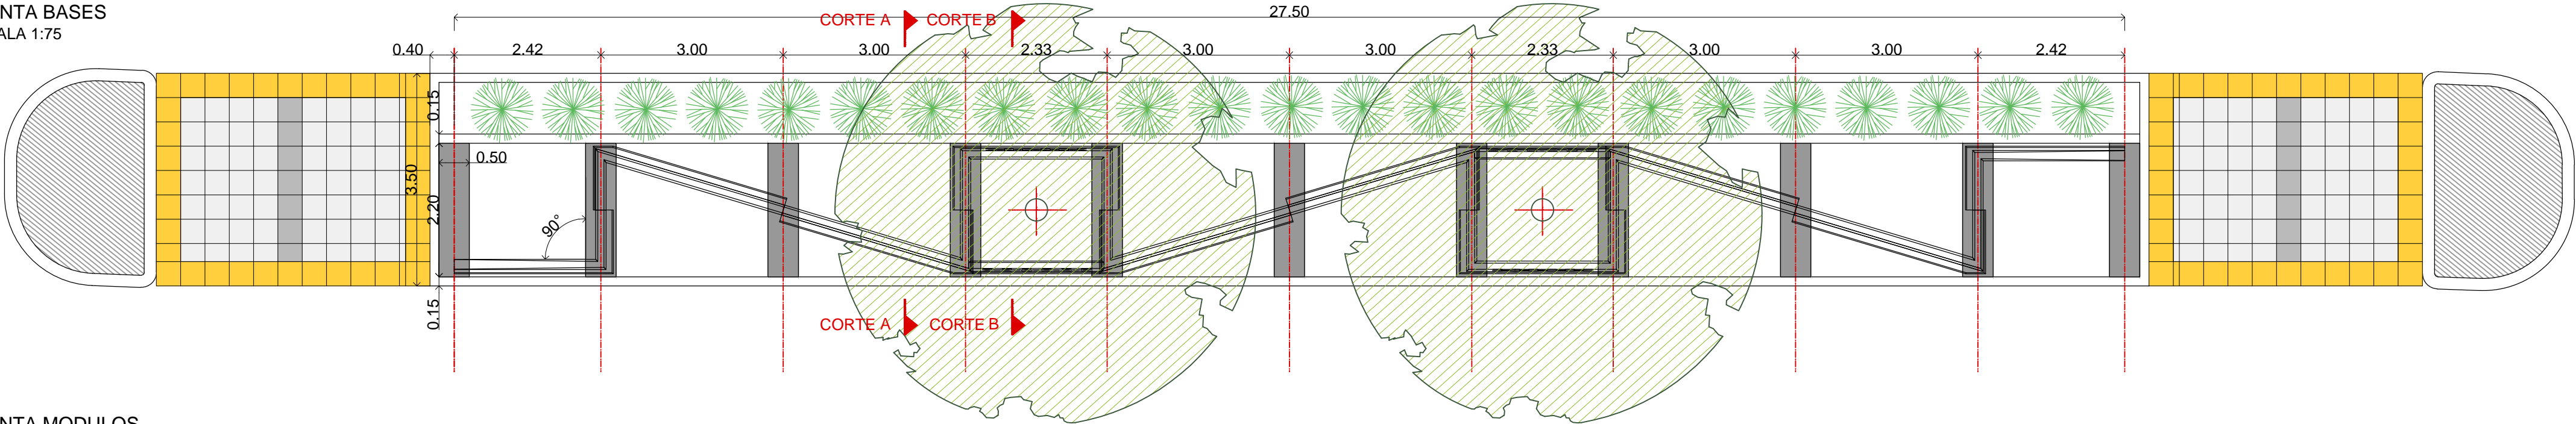 NTA BASES
ALA 1:75
CORTE A CORTE B
27.50
0.40 2.42 3.00 3.00 2.33 3.00 3.00 2.33 3.00 3.00 2.42
0.15
0.50
3.50
2.20
90°
0.15
CORTE A CORTE B
NTA MODULOS